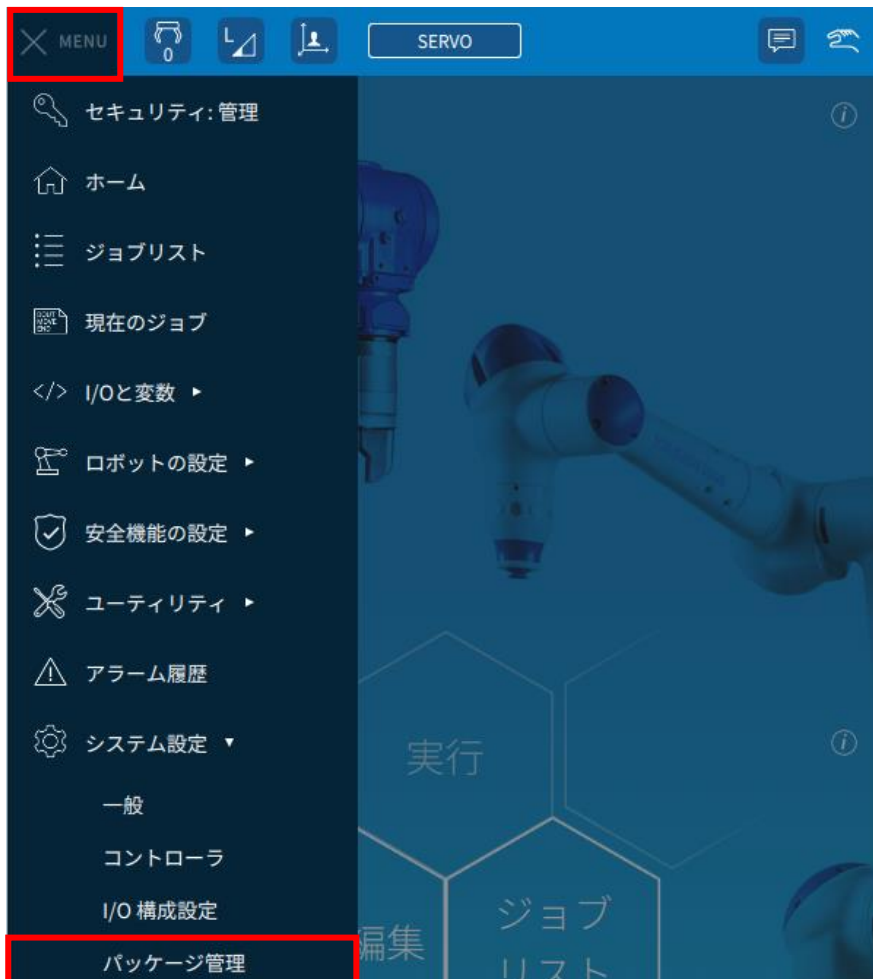 MENU
0
L
SERVO
セキュリティ: 管理
ホーム
ジョブリスト
現在のジョブ
</> I/Oと変数 ▸
ロボットの設定 ▸
安全機能の設定 ▸
ユーティリティ ▸
アラーム履歴
システム設定 ▾
一般
コントローラ
I/O 構成設定
パッケージ管理
実行
編集
ジョブ
リスト